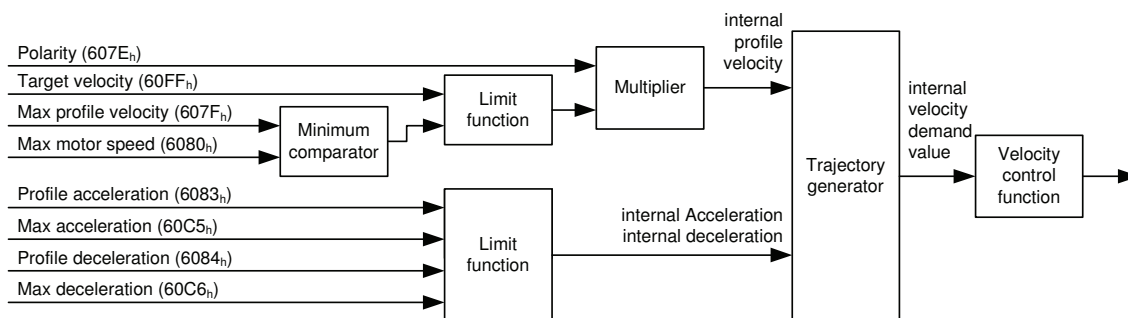 Polarity (607Eh)
Target velocity (60FFh)
Max profile velocity (607Fh)
Max motor speed (6080h)
Minimum
comparator
Limit
function
Multiplier
internal
profile
velocity
Profile acceleration (6083h)
Max acceleration (60C5h)
Profile deceleration (6084h)
Max deceleration (60C6h)
Limit
function
internal Acceleration
internal deceleration
Trajectory
generator
internal
velocity
demand
value
Velocity
control
function